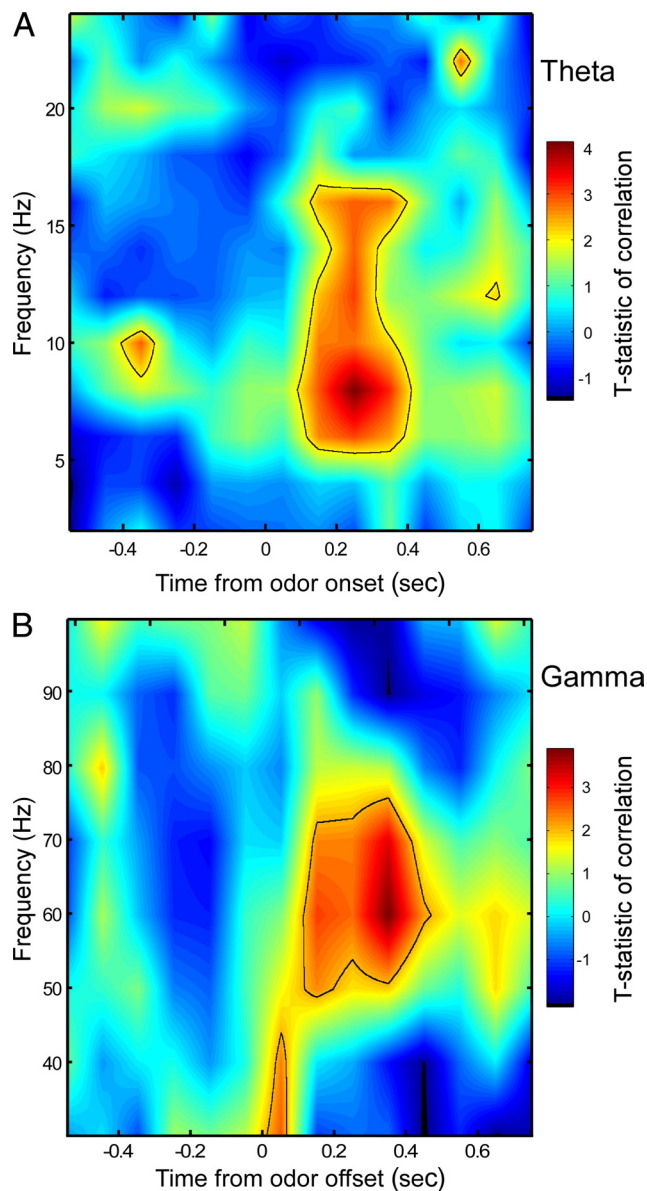 A
Theta
Frequency (Hz)
20
15
10
5
-0.4 -0.2 0 0.2 0.4 0.6
Time from odor onset (sec)
T-statistic of correlation
4
3
2
1
0
-1
B
Gamma
Frequency (Hz)
90
80
70
60
50
40
-0.4 -0.2 0 0.2 0.4 0.6
Time from odor offset (sec)
T-statistic of correlation
3
2
1
0
-1